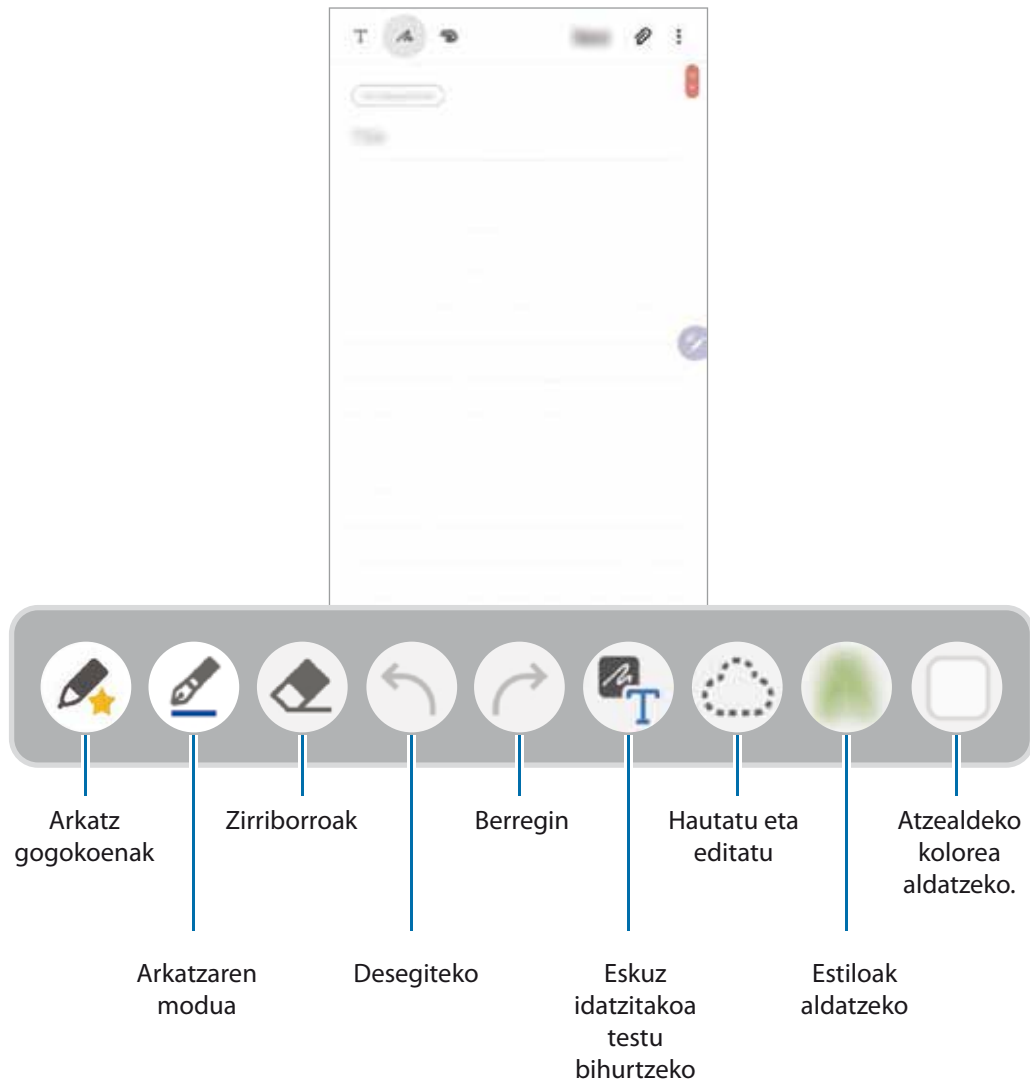 T
T
Arkatz
gogokoenak
Zirriborroak
Berregin
Hautatu eta
editatu
Atzealdeko
kolorea
aldatzeko.
Arkatzaren
modua
Desegiteko
Eskuz
idatzitakoa
testu
bihurtzeko
Estiloak
aldatzeko